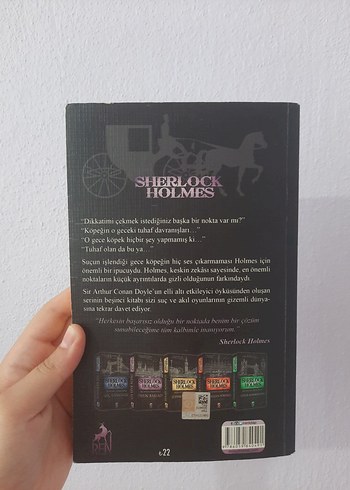 SHERLOCK
HOLMES
"Dikkatimi çekmek istediğiniz başka bir nokta var mı?"
"Köpeğin o geceki tuhaf davranışları..."
"O gece köpek hiçbir şey yapmamış ki..."
"Tuhaf olan da bu ya..."
Suçun işlendiği gece köpeğin hiç ses çıkarmaması Holmes için
önemli bir ipucuydu. Holmes, keskin zekâsı sayesinde, en önemli
noktaların küçük ayrıntılarda gizli olduğunun farkındaydı.
Sir Arthur Conan Doyle'un elli altı etkileyici öyküsünden oluşan
serinin beşinci kitabı sizi suç ve akıl oyunlarının gizemli dünya-
sına tekrar davet ediyor.
"Herkesin başarısız olduğu bir noktada benim bir çözüm
sunabileceğime tüm kalbimle inanıyorum."
Sherlock Holmes
SHERLOCK
HOLMES
REN
₺22